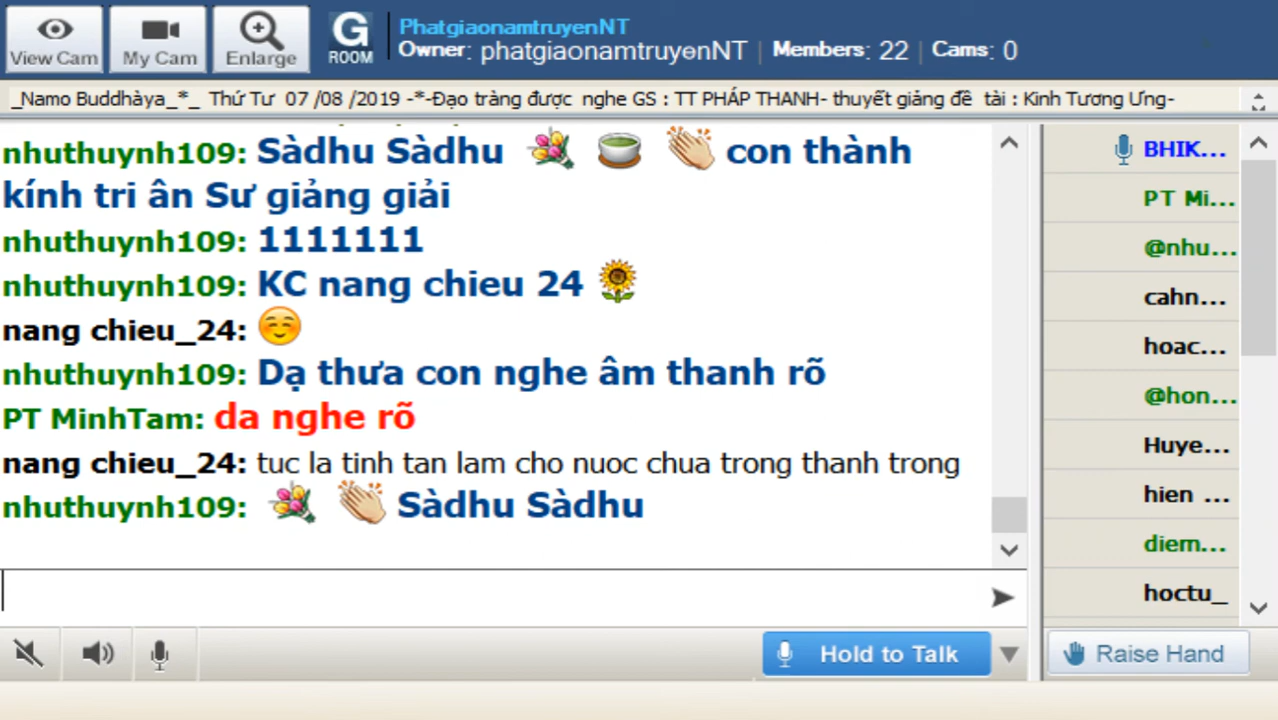 PhatgiaonamtruyenNT
View Cam My Cam Enlarge G ROOM Owner: phatgiaonamtruyenNT | Members: 22 | Cams: 0
_Namo Buddhàya_*_ Thứ Tư 07 /08 /2019 -*-Đạo tràng được nghe GS : TT PHÁP THANH- thuyết giảng đề tài : Kinh Tương Ưng-
nhuthuynh109: Sàdhu Sàdhu 💐 🍵 👏 con thành
kính tri ân Sư giảng giải
nhuthuynh109: 1111111
nhuthuynh109: KC nang chieu 24 🌻
nang chieu_24: ☺️
nhuthuynh109: Dạ thưa con nghe âm thanh rõ
PT MinhTam: da nghe rõ
nang chieu_24: tuc la tinh tan lam cho nuoc chua trong thanh trong
nhuthuynh109: 💐 👏 Sàdhu Sàdhu
BHIK...
PT Mi...
@nhu...
cahn...
hoac...
@hon...
Huye...
hien ...
diem...
hoctu_
Hold to Talk
Raise Hand